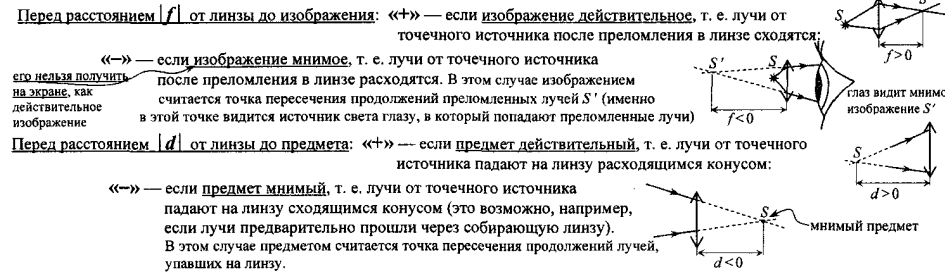 Перед расстоянием |f| от линзы до изображения: «+» — если изображение действительное, т. е. лучи от
точечного источника после преломления в линзе сходятся:
S
S
f>0
«−» — если изображение мнимое, т. е. лучи от точечного источника
его нельзя получить
на экране, как
действительное
изображение
после преломления в линзе расходятся. В этом случае изображением
считается точка пересечения продолжений преломленных лучей S' (именно
в этой точке видится источник света глазу, в который попадают преломленные лучи)
S'
S
f<0
глаз видит мнимо
изображение S'
Перед расстоянием |d| от линзы до предмета: «+» — если предмет действительный, т. е. лучи от точечного
источника падают на линзу расходящимся конусом:
S
d>0
«−» — если предмет мнимый, т. е. лучи от точечного источника
падают на линзу сходящимся конусом (это возможно, например,
если лучи предварительно прошли через собирающую линзу).
В этом случае предметом считается точка пересечения продолжений лучей,
упавших на линзу.
S
мнимый предмет
d<0